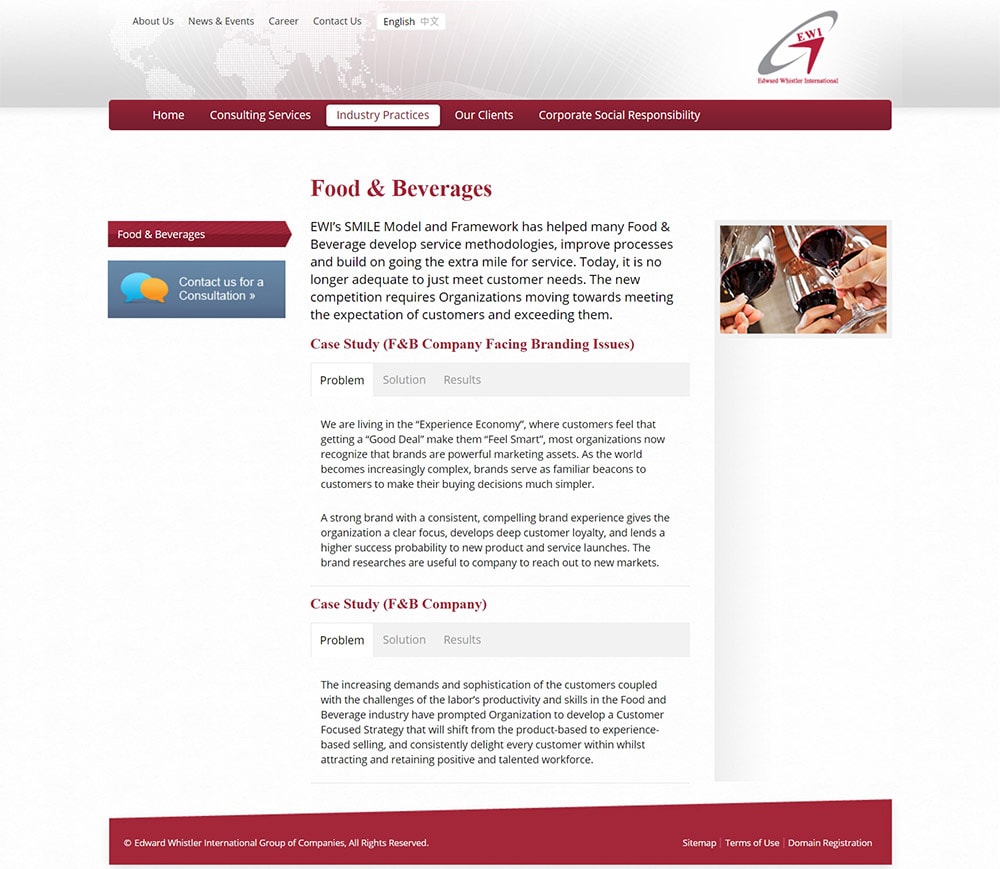 About Us News & Events Career Contact Us English 中文
EWI
Edward Whistler International
Home Consulting Services Industry Practices Our Clients Corporate Social Responsibility
Food & Beverages
Food & Beverages
Contact us for a
Consultation »
EWI’s SMILE Model and Framework has helped many Food &
Beverage develop service methodologies, improve processes
and build on going the extra mile for service. Today, it is no
longer adequate to just meet customer needs. The new
competition requires Organizations moving towards meeting
the expectation of customers and exceeding them.
Case Study (F&B Company Facing Branding Issues)
Problem Solution Results
We are living in the “Experience Economy”, where customers feel that
getting a “Good Deal” make them “Feel Smart”, most organizations now
recognize that brands are powerful marketing assets. As the world
becomes increasingly complex, brands serve as familiar beacons to
customers to make their buying decisions much simpler.
A strong brand with a consistent, compelling brand experience gives the
organization a clear focus, develops deep customer loyalty, and lends a
higher success probability to new product and service launches. The
brand researches are useful to company to reach out to new markets.
Case Study (F&B Company)
Problem Solution Results
The increasing demands and sophistication of the customers coupled
with the challenges of the labor’s productivity and skills in the Food and
Beverage industry have prompted Organization to develop a Customer
Focused Strategy that will shift from the product-based to experience-
based selling, and consistently delight every customer within whilst
attracting and retaining positive and talented workforce.
© Edward Whistler International Group of Companies, All Rights Reserved.
Sitemap | Terms of Use | Domain Registration